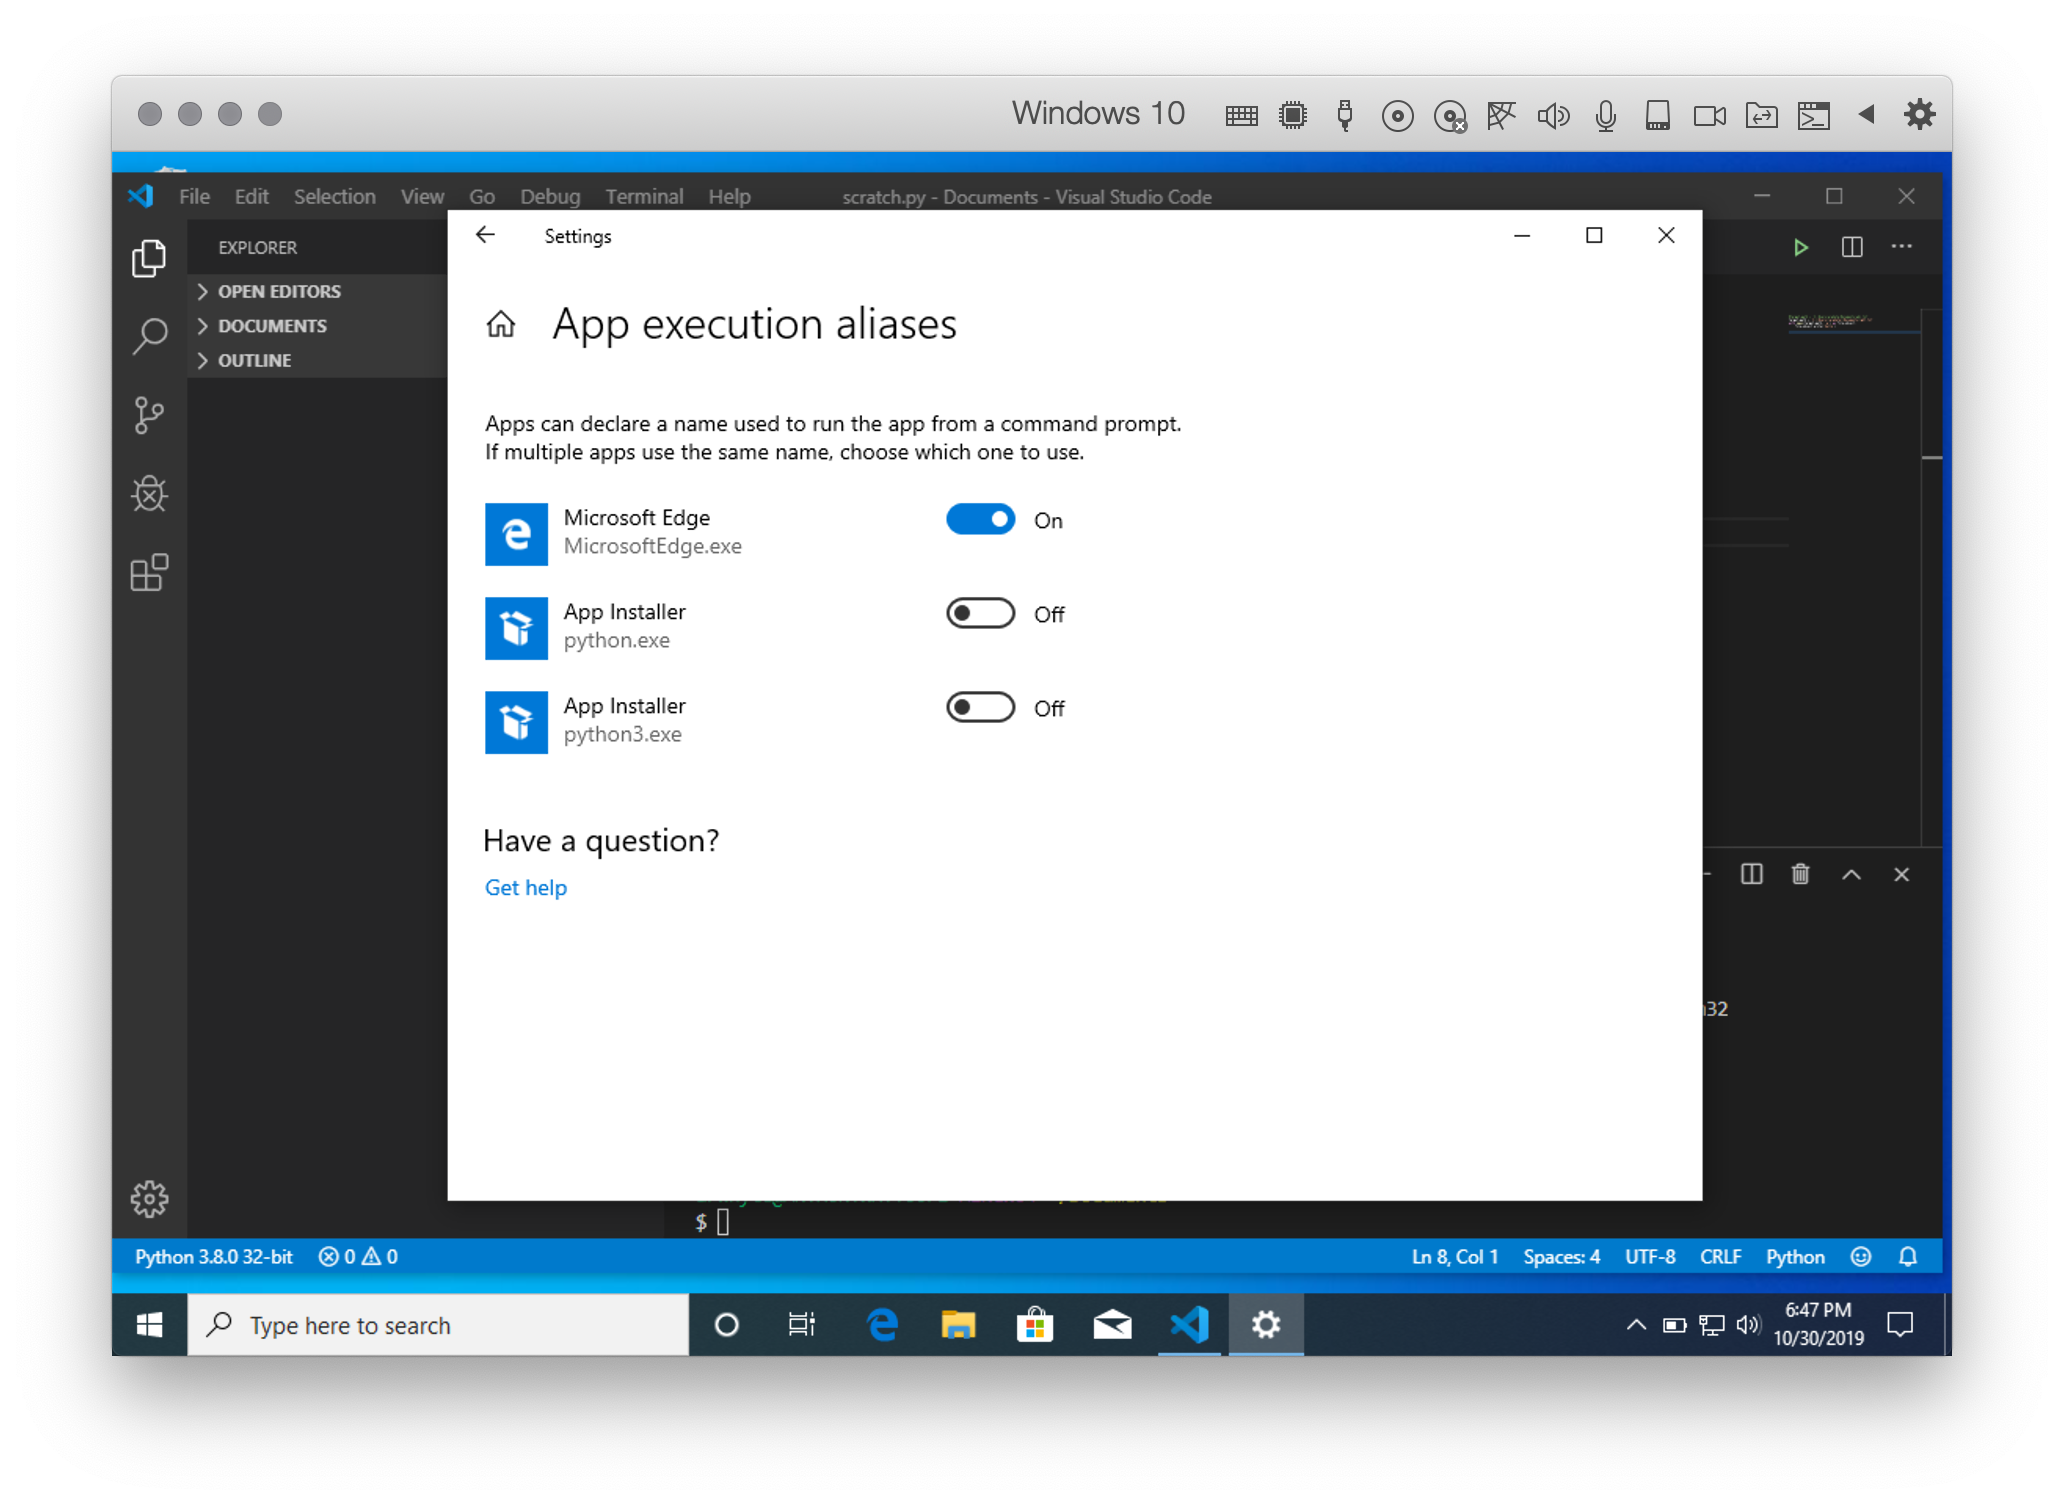 Windows 10
File Edit Selection View Go Debug Terminal Help scratch.py - Documents - Visual Studio Code
EXPLORER
OPEN EDITORS
DOCUMENTS
OUTLINE
Settings
App execution aliases
Apps can declare a name used to run the app from a command prompt.
If multiple apps use the same name, choose which one to use.
Microsoft Edge
MicrosoftEdge.exe
On
App Installer
python.exe
Off
App Installer
python3.exe
Off
Have a question?
Get help
32
$
Python 3.8.0 32-bit 0 0 Ln 8, Col 1 Spaces: 4 UTF-8 CRLF Python
Type here to search
6:47 PM
10/30/2019